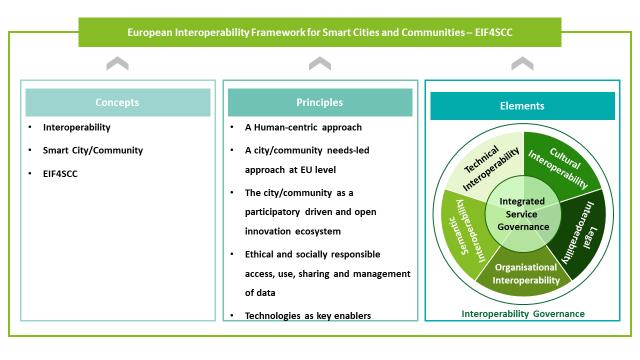 European Interoperability Framework for Smart Cities and Communities – EIF4SCC
Concepts
• Interoperability
• Smart City/Community
• EIF4SCC
Principles
• A Human-centric approach
• A city/community needs-led
approach at EU level
• The city/community as a
participatory driven and open
innovation ecosystem
• Ethical and socially responsible
access, use, sharing and management
of data
• Technologies as key enablers
Elements
Technical
Interoperability
Cultural
Interoperability
Legal
Interoperability
Organisational
Interoperability
Semantic
Interoperability
Integrated
Service
Governance
Interoperability Governance